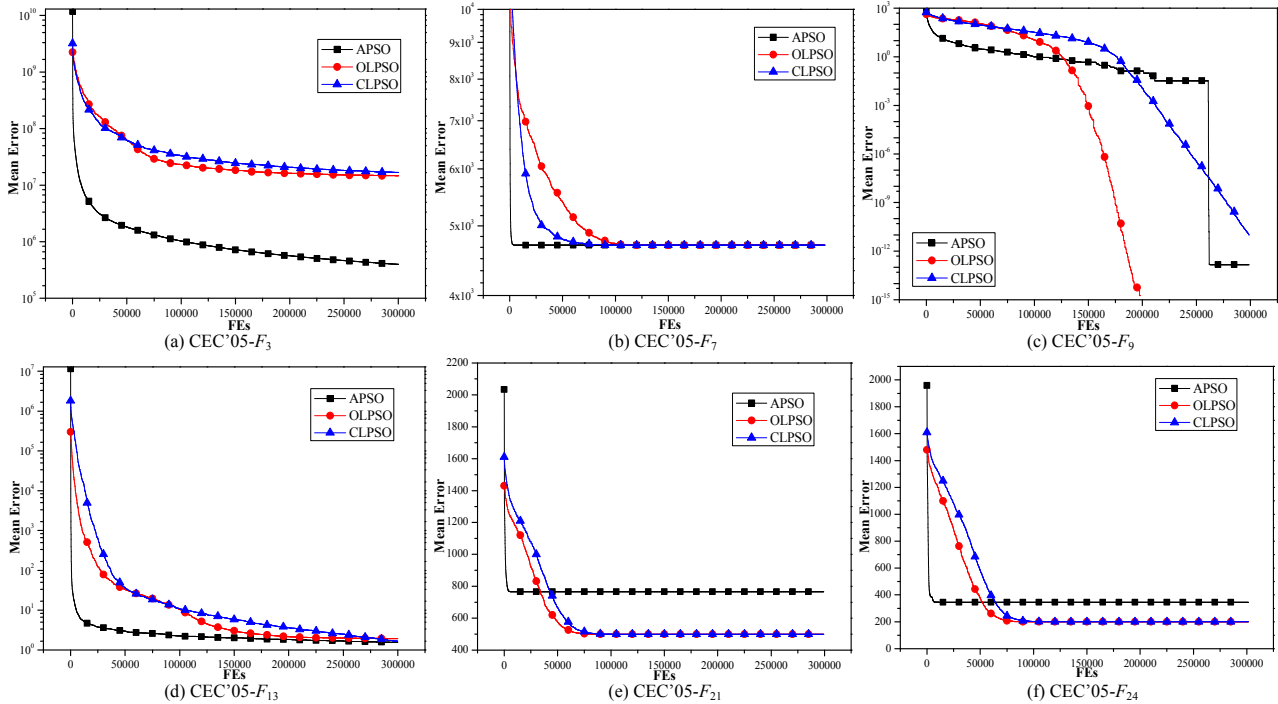 10^10
10^9
10^8
10^7
10^6
10^5
Mean Error
APSO
OLPSO
CLPSO
0 50000 100000 150000 200000 250000 300000
FEs
(a) CEC'05-F_3
10^4
9x10^3
8x10^3
7x10^3
6x10^3
5x10^3
4x10^3
Mean Error
APSO
OLPSO
CLPSO
0 50000 100000 150000 200000 250000 300000
FEs
(b) CEC'05-F_7
10^3
10^0
10^-3
10^-6
10^-9
10^-12
10^-15
Mean Error
APSO
OLPSO
CLPSO
0 50000 100000 150000 200000 250000 300000
FEs
(c) CEC'05-F_9
10^7
10^6
10^5
10^4
10^3
10^2
10^1
10^0
Mean Error
APSO
OLPSO
CLPSO
0 50000 100000 150000 200000 250000 300000
FEs
(d) CEC'05-F_13
2200
2000
1800
1600
1400
1200
1000
800
600
400
Mean Error
APSO
OLPSO
CLPSO
0 50000 100000 150000 200000 250000 300000
FEs
(e) CEC'05-F_21
2000
1800
1600
1400
1200
1000
800
600
400
200
0
Mean Error
APSO
OLPSO
CLPSO
0 50000 100000 150000 200000 250000 300000
FEs
(f) CEC'05-F_24